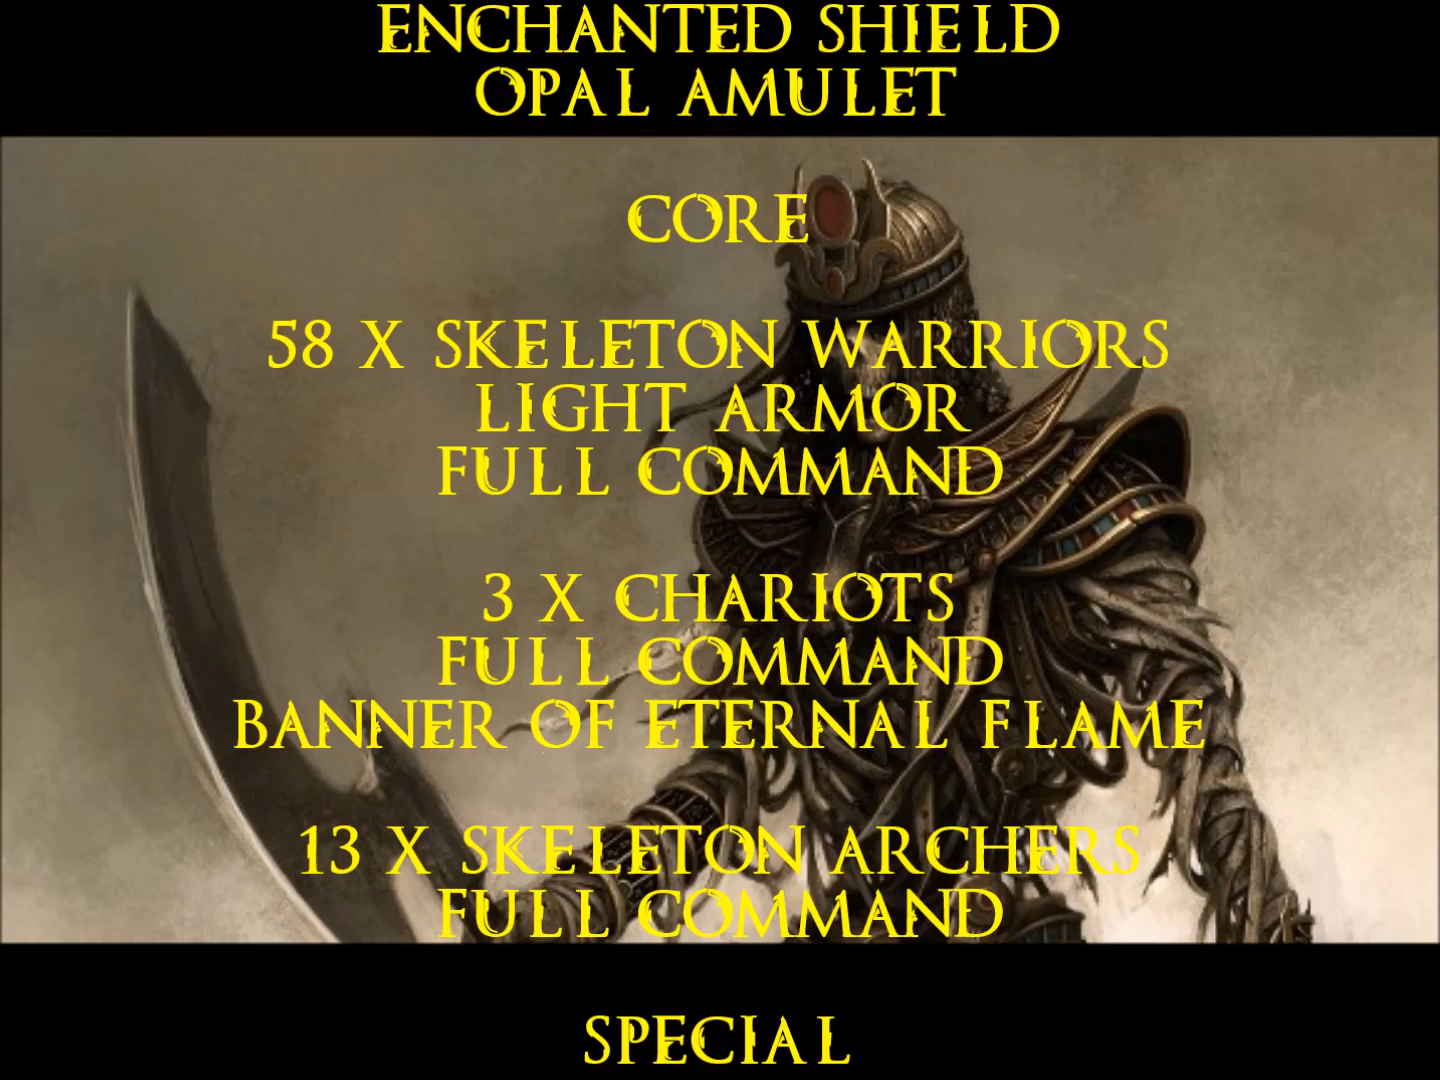 ENCHANTED SHIELD
OPAL AMULET
CORE
58 X SKELETON WARRIORS
LIGHT ARMOR
FULL COMMAND
3 X CHARIOTS
FULL COMMAND
BANNER OF ETERNAL FLAME
13 X SKELETON ARCHERS
FULL COMMAND
SPECIAL